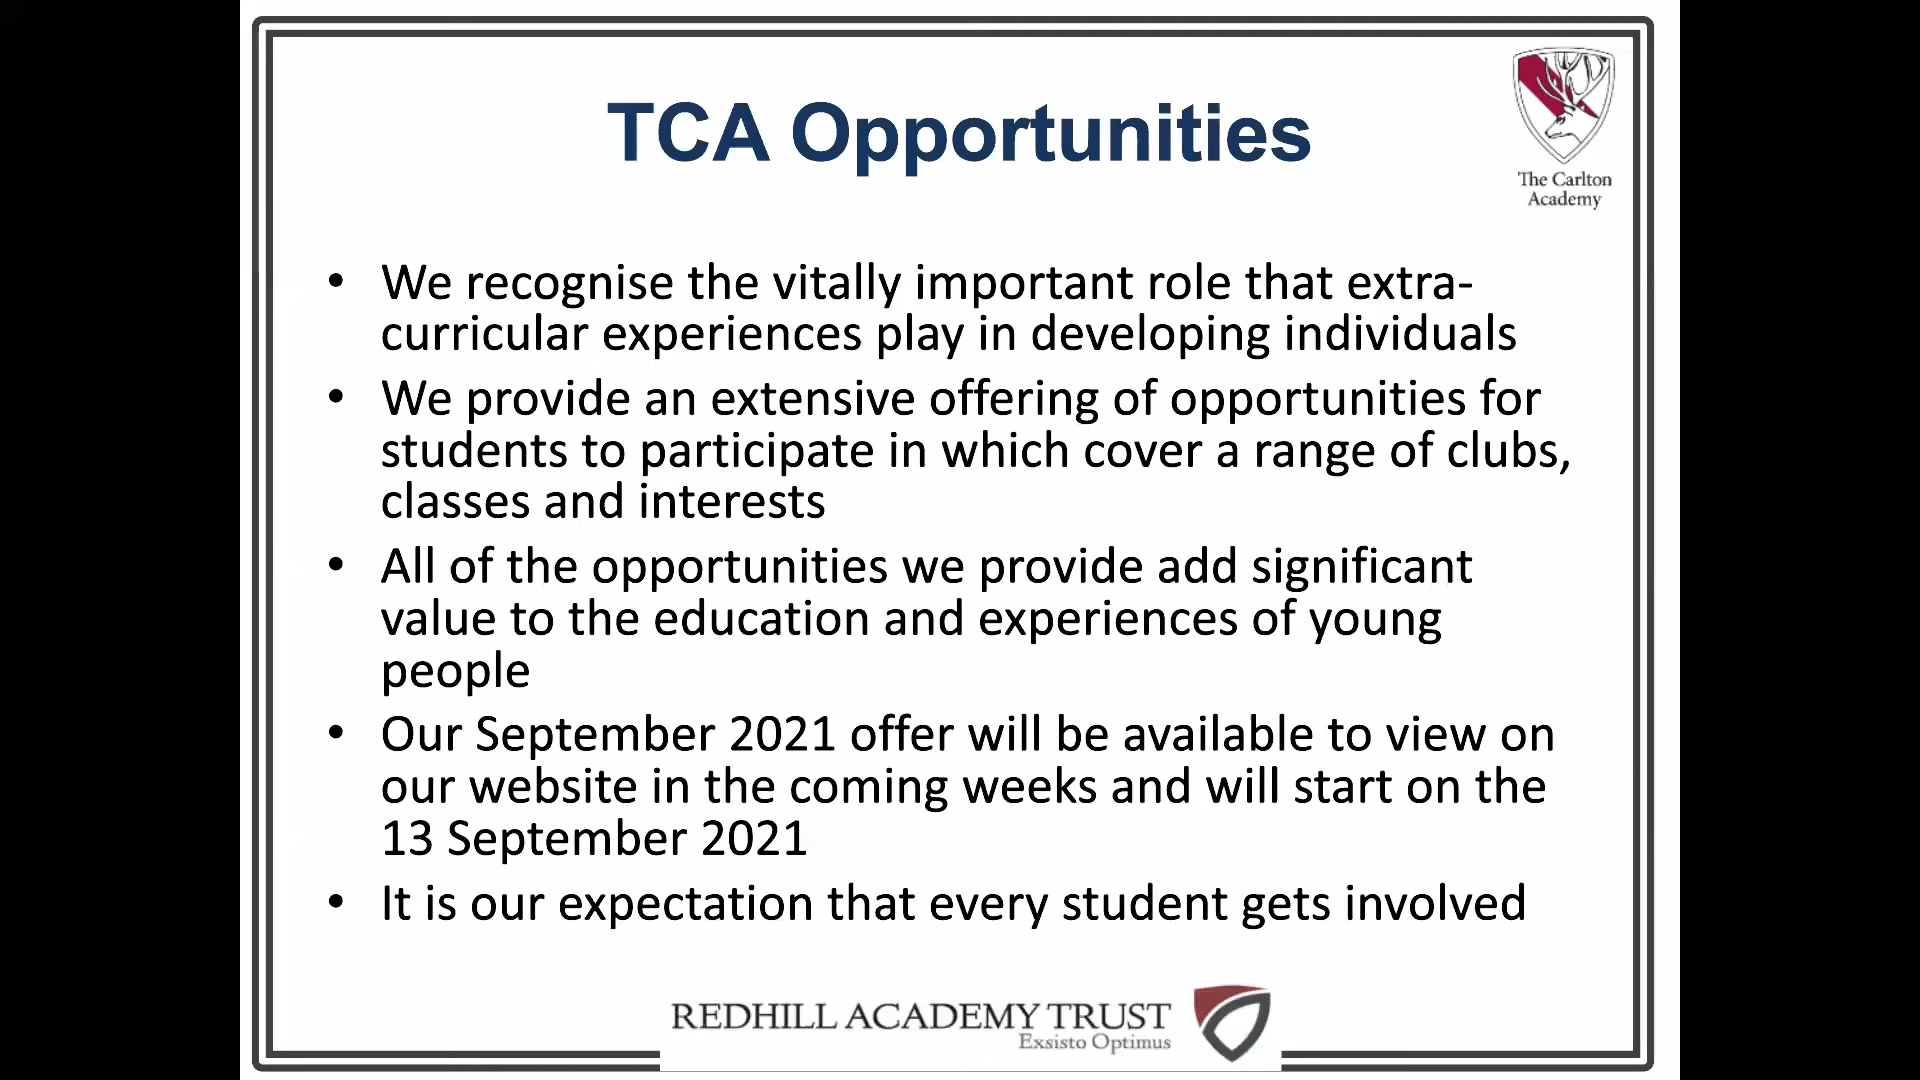 TCA Opportunities
The Carlton
Academy
• We recognise the vitally important role that extra-
curricular experiences play in developing individuals
• We provide an extensive offering of opportunities for
students to participate in which cover a range of clubs,
classes and interests
• All of the opportunities we provide add significant
value to the education and experiences of young
people
• Our September 2021 offer will be available to view on
our website in the coming weeks and will start on the
13 September 2021
• It is our expectation that every student gets involved
REDHILL ACADEMY TRUST
Exsisto Optimus